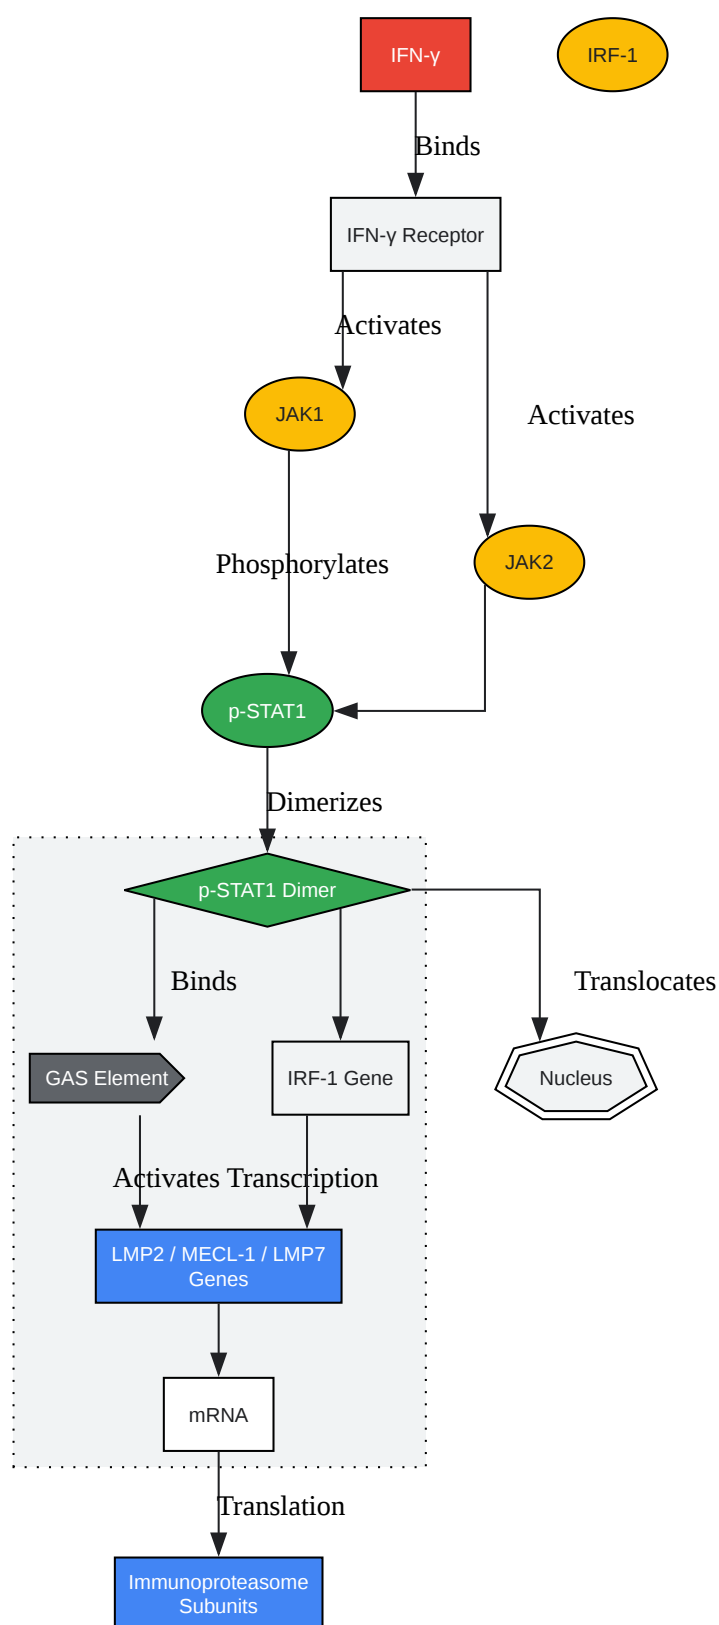 IFN-γ
IRF-1
Binds
IFN-γ Receptor
Activates
JAK1
Activates
Phosphorylates
JAK2
p-STAT1
Dimerizes
p-STAT1 Dimer
Binds
Translocates
GAS Element
IRF-1 Gene
Nucleus
Activates Transcription
LMP2 / MECL-1 / LMP7
Genes
mRNA
Translation
Immunoproteasome
Subunits